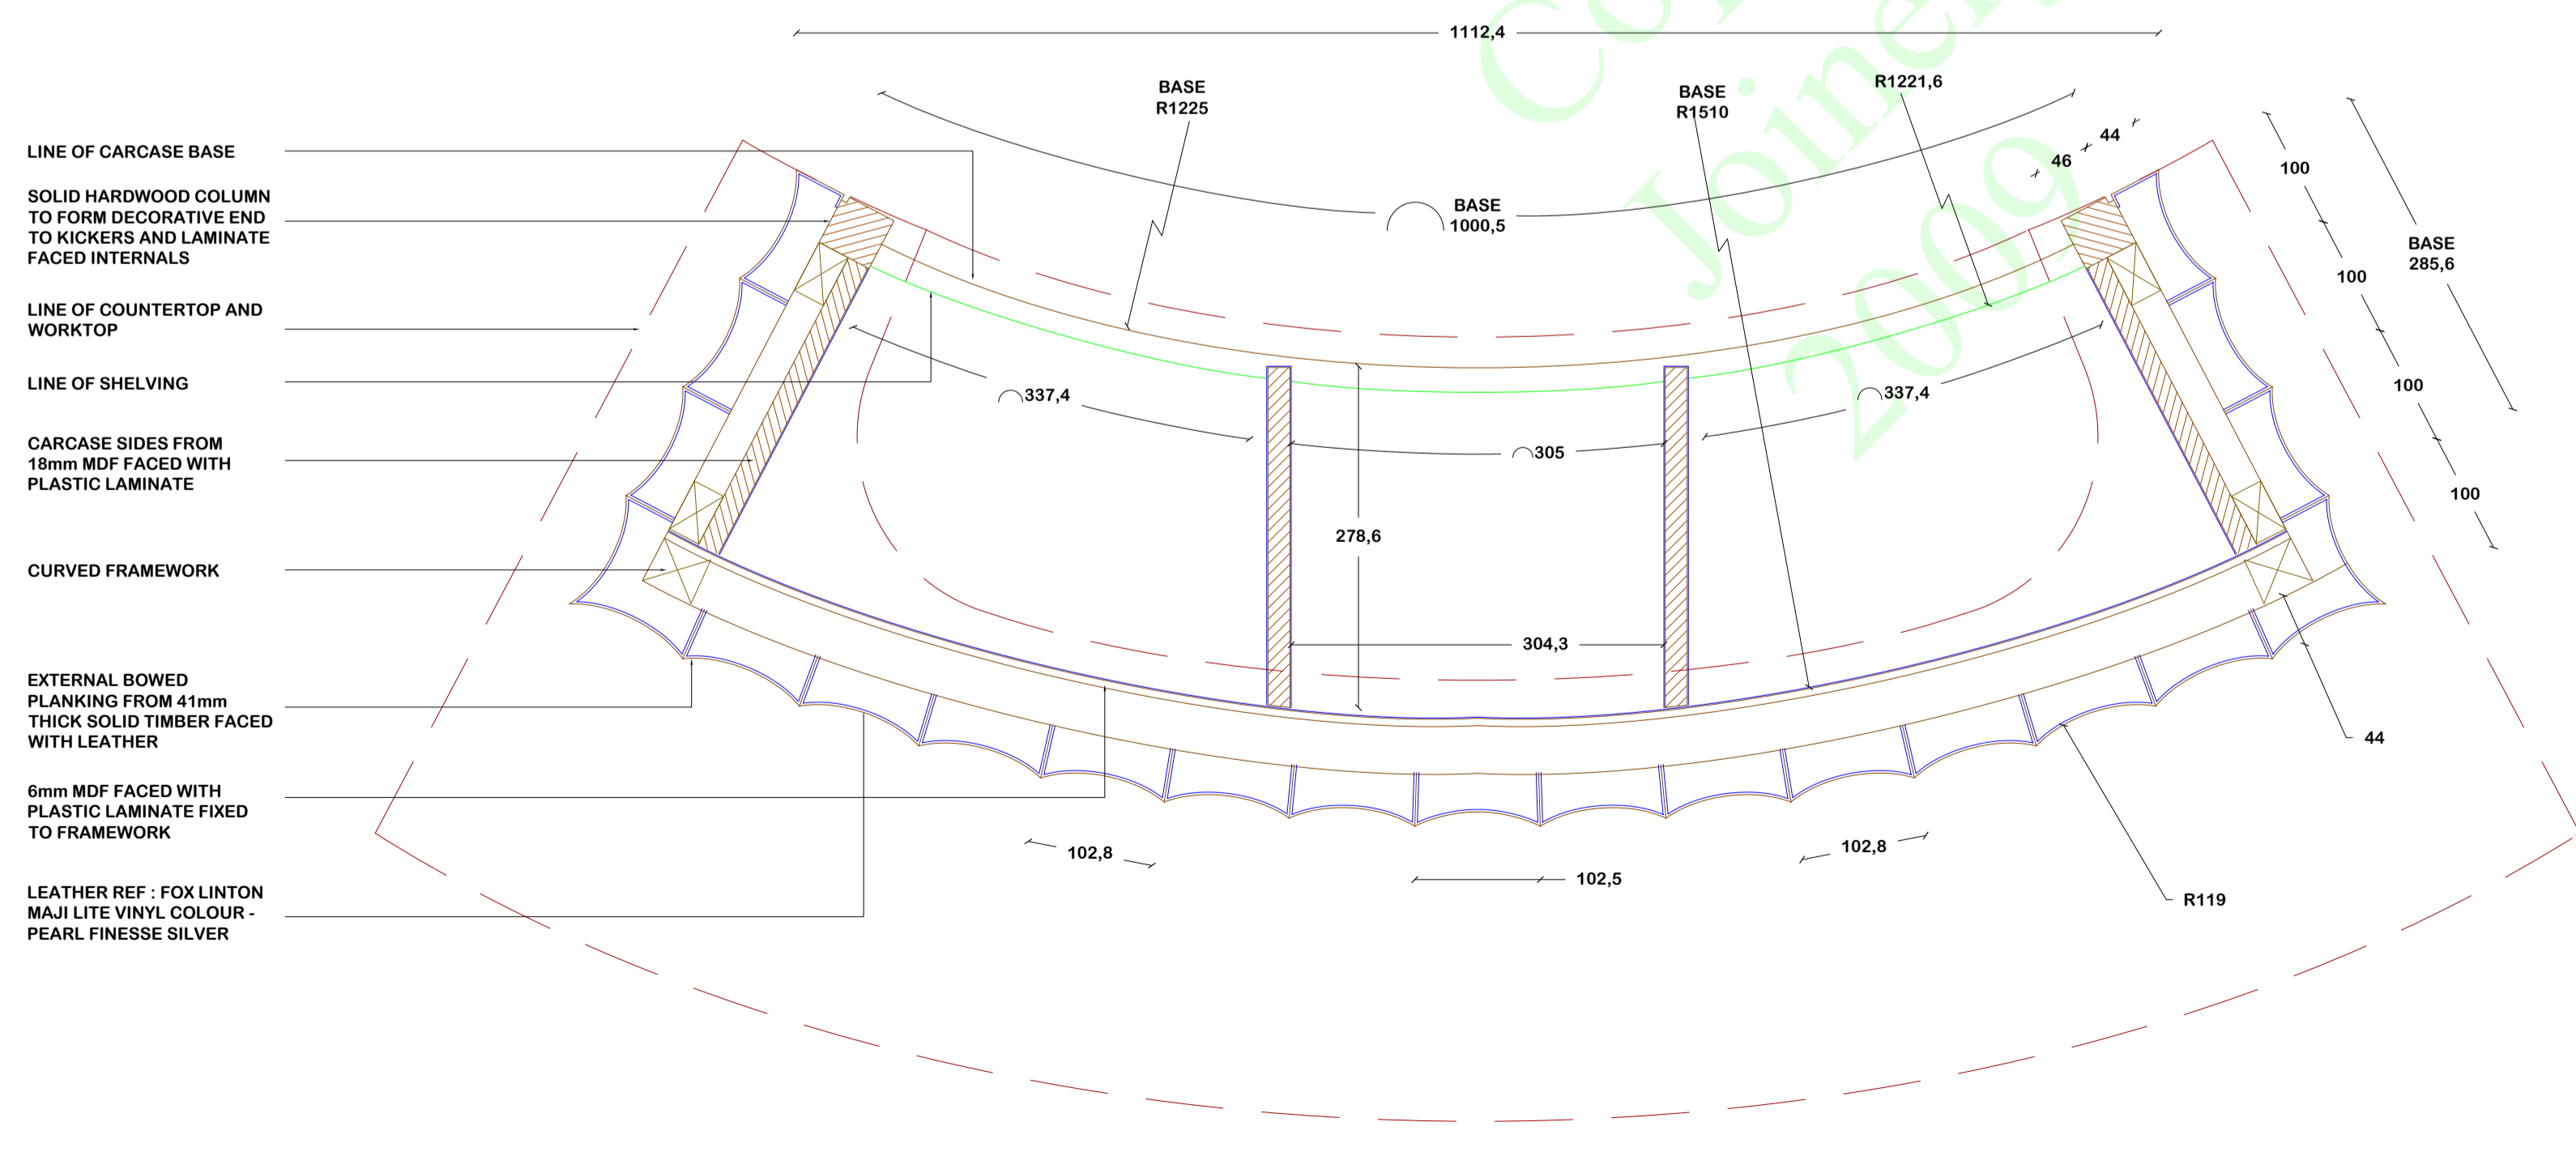 1112,4
BASE
R1225
BASE
R1510
R1221,6
44
46
100
100
100
100
BASE
285,6
BASE
1000,5
LINE OF CARCASE BASE
SOLID HARDWOOD COLUMN
TO FORM DECORATIVE END
TO KICKERS AND LAMINATE
FACED INTERNALS
LINE OF COUNTERTOP AND
WORKTOP
LINE OF SHELVING
CARCASE SIDES FROM
18mm MDF FACED WITH
PLASTIC LAMINATE
CURVED FRAMEWORK
EXTERNAL BOWED
PLANKING FROM 41mm
THICK SOLID TIMBER FACED
WITH LEATHER
6mm MDF FACED WITH
PLASTIC LAMINATE FIXED
TO FRAMEWORK
LEATHER REF : FOX LINTON
MAJI LITE VINYL COLOUR -
PEARL FINESSE SILVER
337,4
305
337,4
278,6
304,3
44
102,8
102,5
102,8
R119
2009